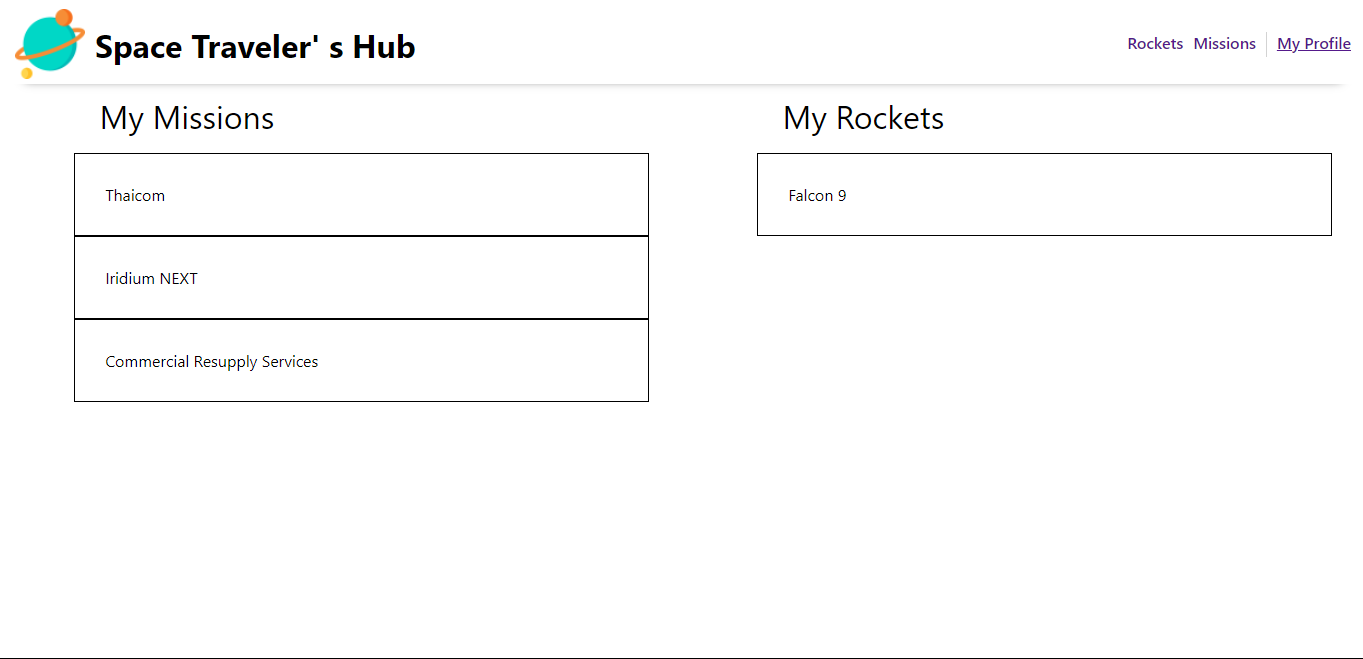 Space Traveler' s Hub
Rockets Missions My Profile
My Missions
Thaicom
Iridium NEXT
Commercial Resupply Services
My Rockets
Falcon 9